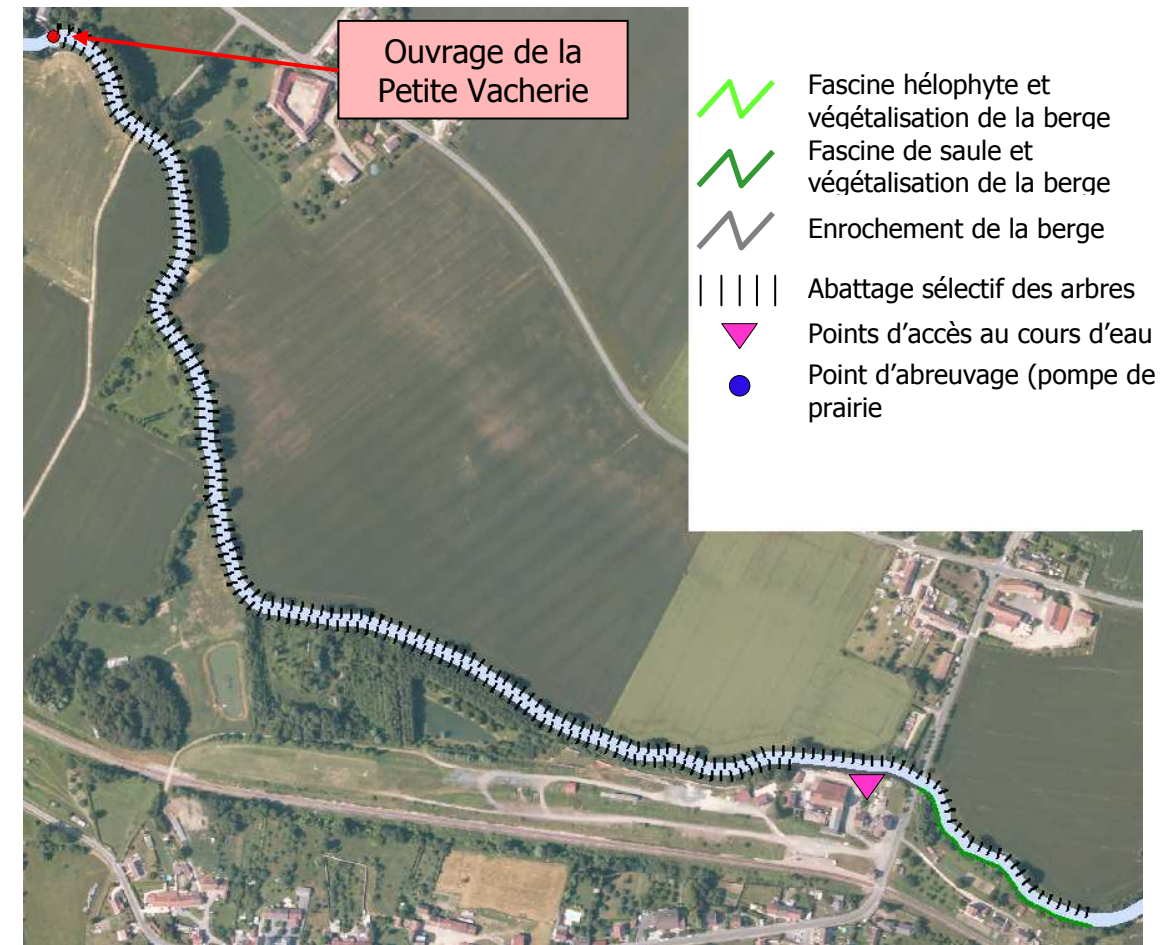 Ouvrage de la
Petite Vacherie
Fascine hélophyte et
végétalisation de la berge
Fascine de saule et
végétalisation de la berge
Enrochement de la berge
Abattage sélectif des arbres
Points d'accès au cours d'eau
Point d'abreuvage (pompe de
prairie